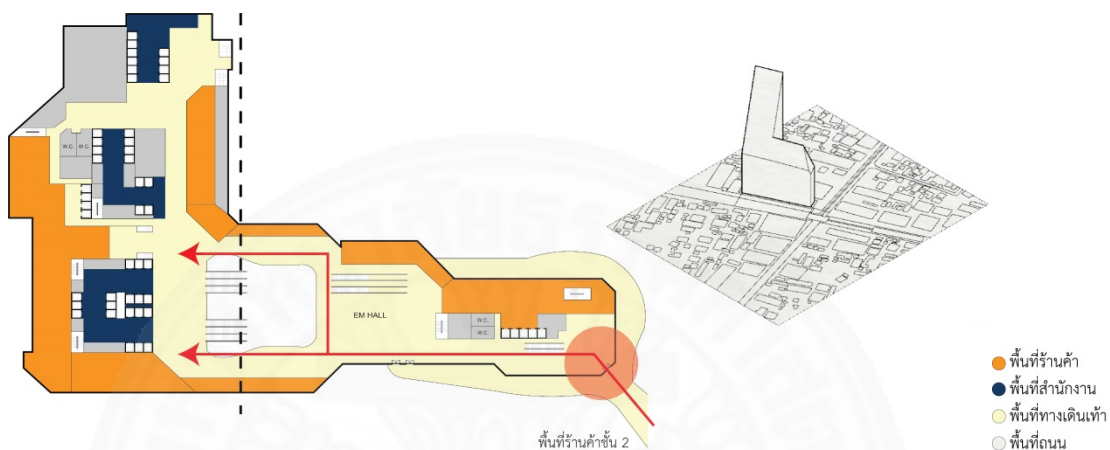 W.C.
W.C.
EM HALL
W.C.
W.C.
พื้นที่ร้านค้าชั้น 2
พื้นที่ร้านค้า
พื้นที่สำนักงาน
พื้นที่ทางเดินเท้า
พื้นที่ถนน